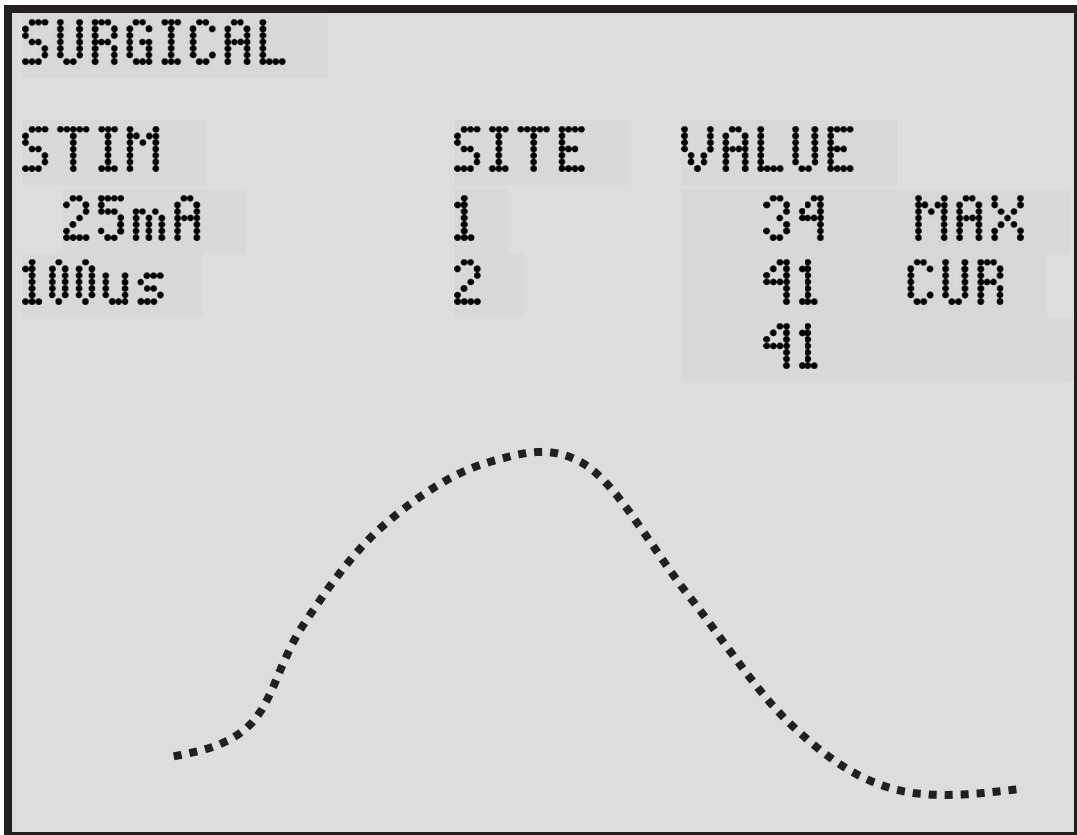 SURGICAL
STIM SITE VALUE
25mA 1 34 MAX
100us 2 41 CUR
41